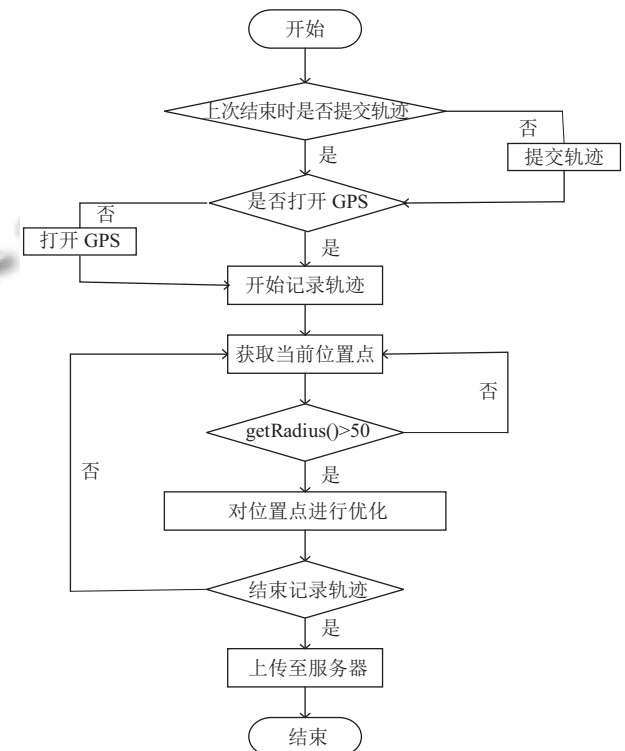 开始
上次结束时是否提交轨迹
否
是
提交轨迹
是否打开 GPS
否
打开 GPS
是
开始记录轨迹
获取当前位置点
否
getRadius()>50
否
是
对位置点进行优化
结束记录轨迹
是
上传至服务器
结束